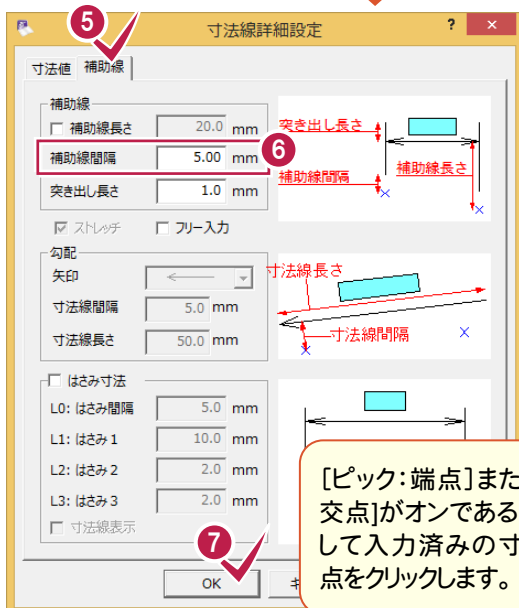 5
寸法線詳細設定 ? ×
寸法値 補助線
補助線
補助線長さ 20.0 mm
6
補助線間隔 5.00 mm
突き出し長さ 1.0 mm
突き出し長さ
補助線間隔
補助線長さ
ストレッチ フリー入力
勾配
矢印
寸法線間隔 5.0 mm
寸法線長さ 50.0 mm
寸法線長さ
寸法線間隔
はさみ寸法
L0: はさみ間隔 5.0 mm
L1: はさみ1 10.0 mm
L2: はさみ2 2.0 mm
L3: はさみ3 2.0 mm
寸法線表示
7
OK キ
[ピック：端点]また
交点]がオンである
して入力済みの寸
点をクリックします。